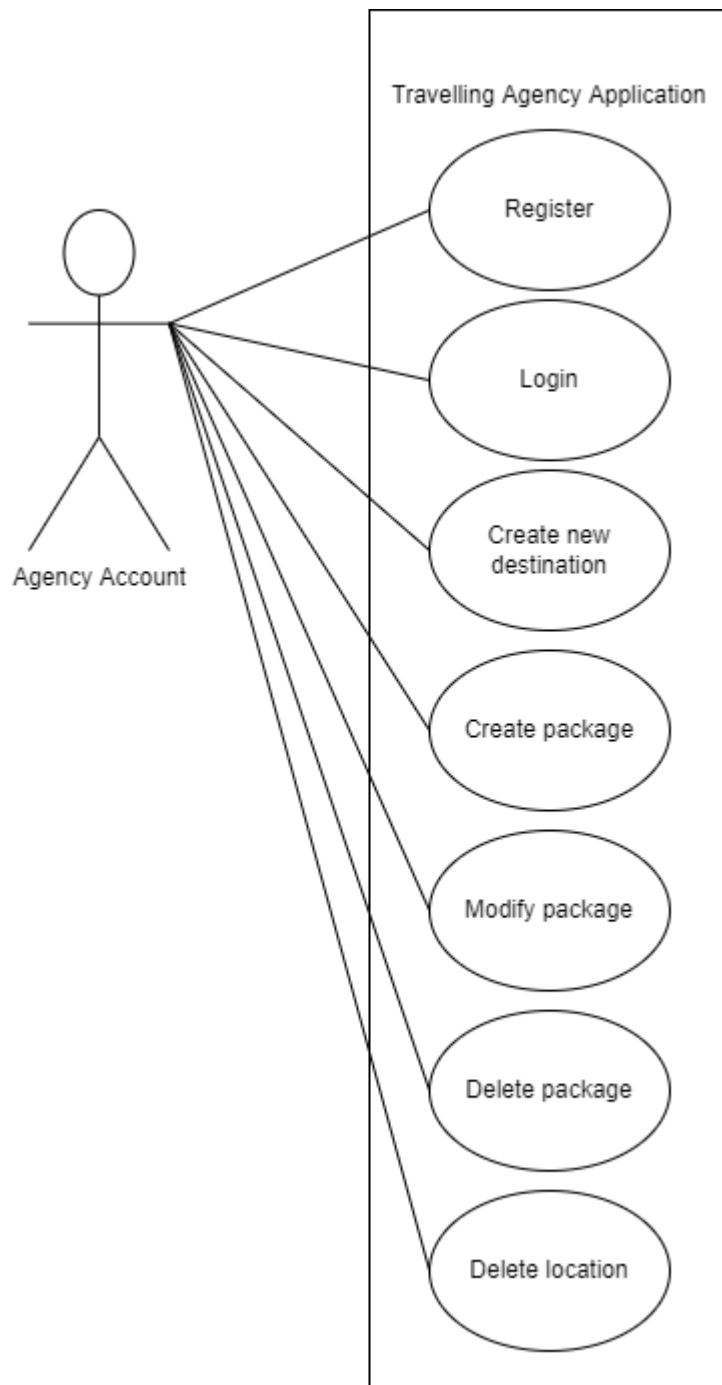 Travelling Agency Application
Register
Login
Create new
destination
Agency Account
Create package
Modify package
Delete package
Delete location